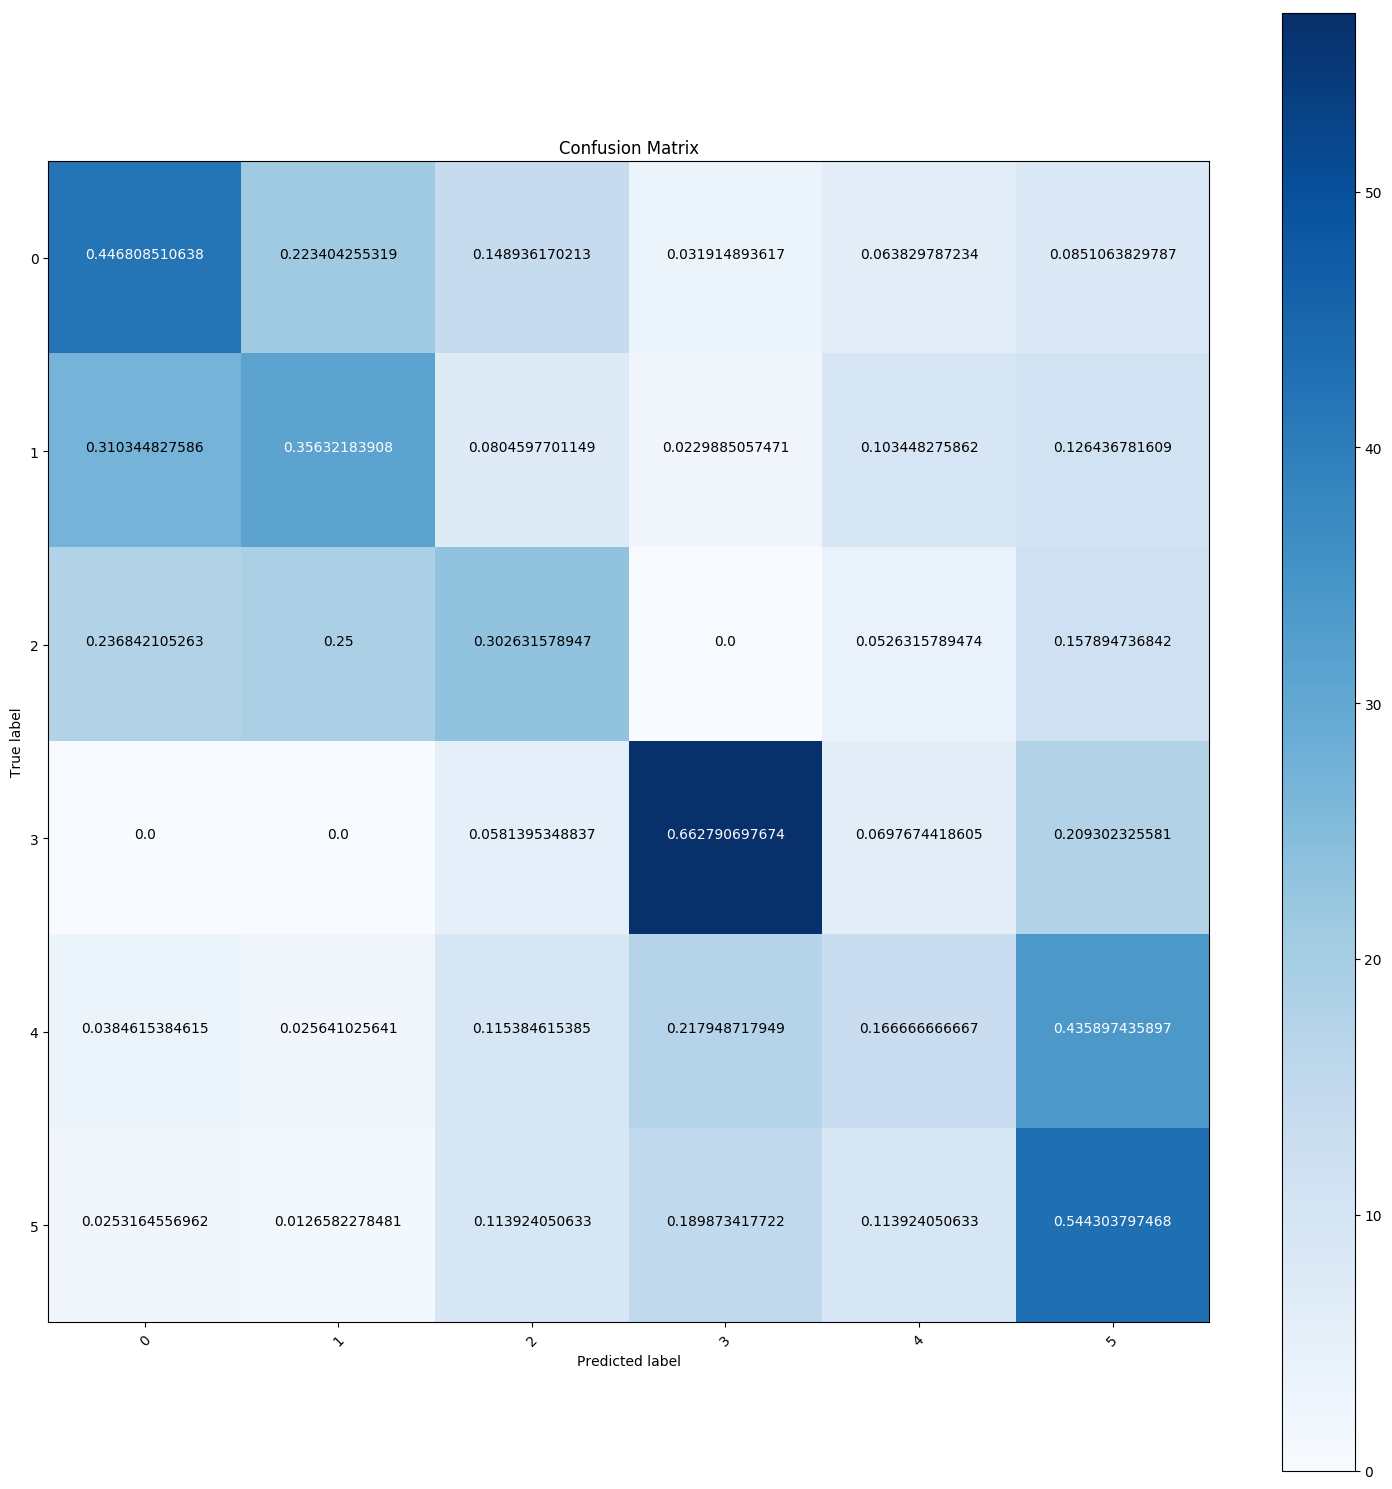 Confusion Matrix
0 0.446808510638 0.223404255319 0.148936170213 0.031914893617 0.063829787234 0.0851063829787
1 0.310344827586 0.35632183908 0.0804597701149 0.0229885057471 0.103448275862 0.126436781609
2 0.236842105263 0.25 0.302631578947 0.0 0.0526315789474 0.157894736842
3 0.0 0.0 0.0581395348837 0.662790697674 0.0697674418605 0.209302325581
4 0.0384615384615 0.025641025641 0.115384615385 0.217948717949 0.166666666667 0.435897435897
5 0.0253164556962 0.0126582278481 0.113924050633 0.189873417722 0.113924050633 0.544303797468
0 1 2 3 4 5
Predicted label
True label
50
40
30
20
10
0